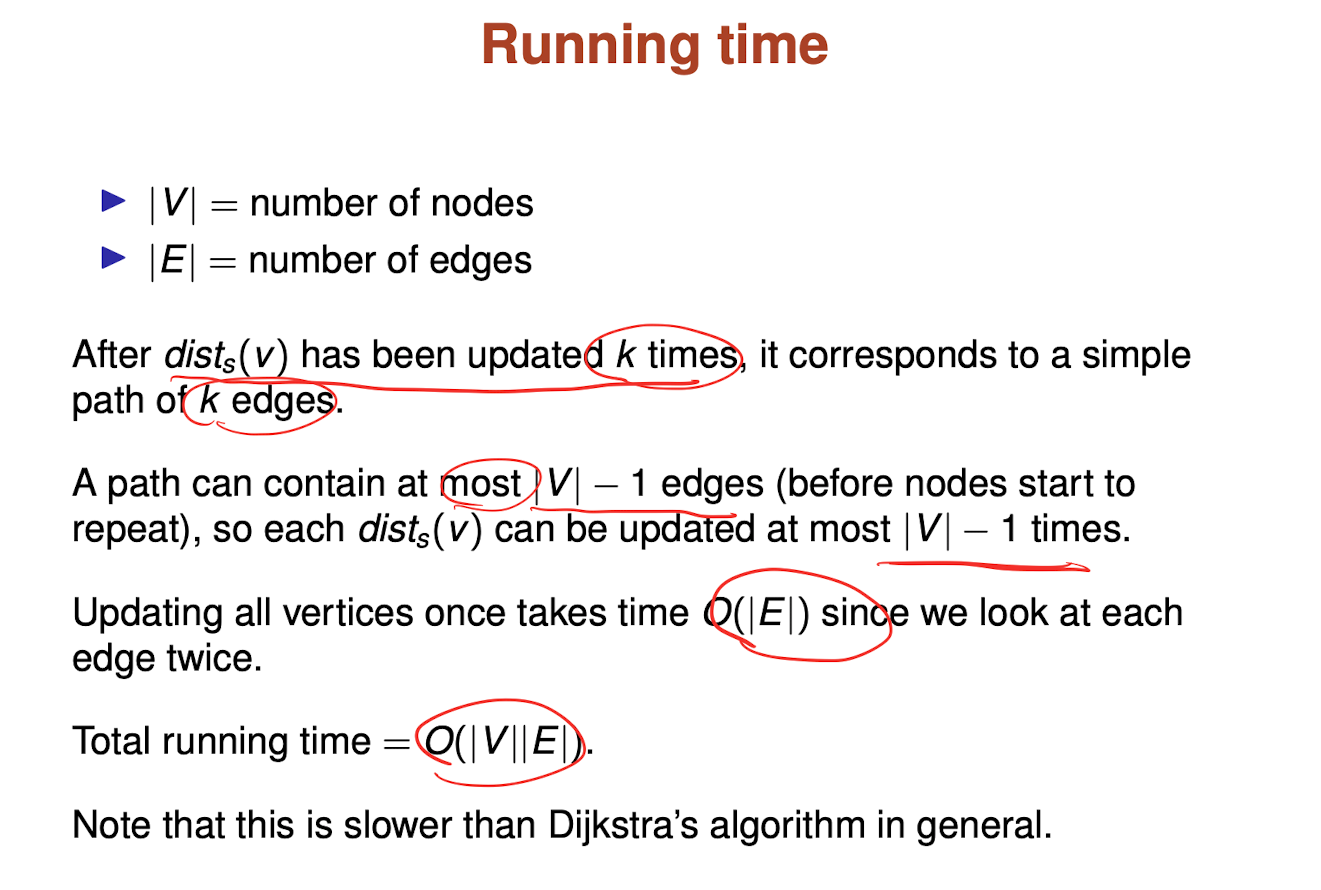 Running time
▶ |V| = number of nodes
▶ |E| = number of edges
After dist_s(v) has been updated k times, it corresponds to a simple
path of k edges.
A path can contain at most |V| − 1 edges (before nodes start to
repeat), so each dist_s(v) can be updated at most |V| − 1 times.
Updating all vertices once takes time O(|E|) since we look at each
edge twice.
Total running time = O(|V||E|).
Note that this is slower than Dijkstra's algorithm in general.